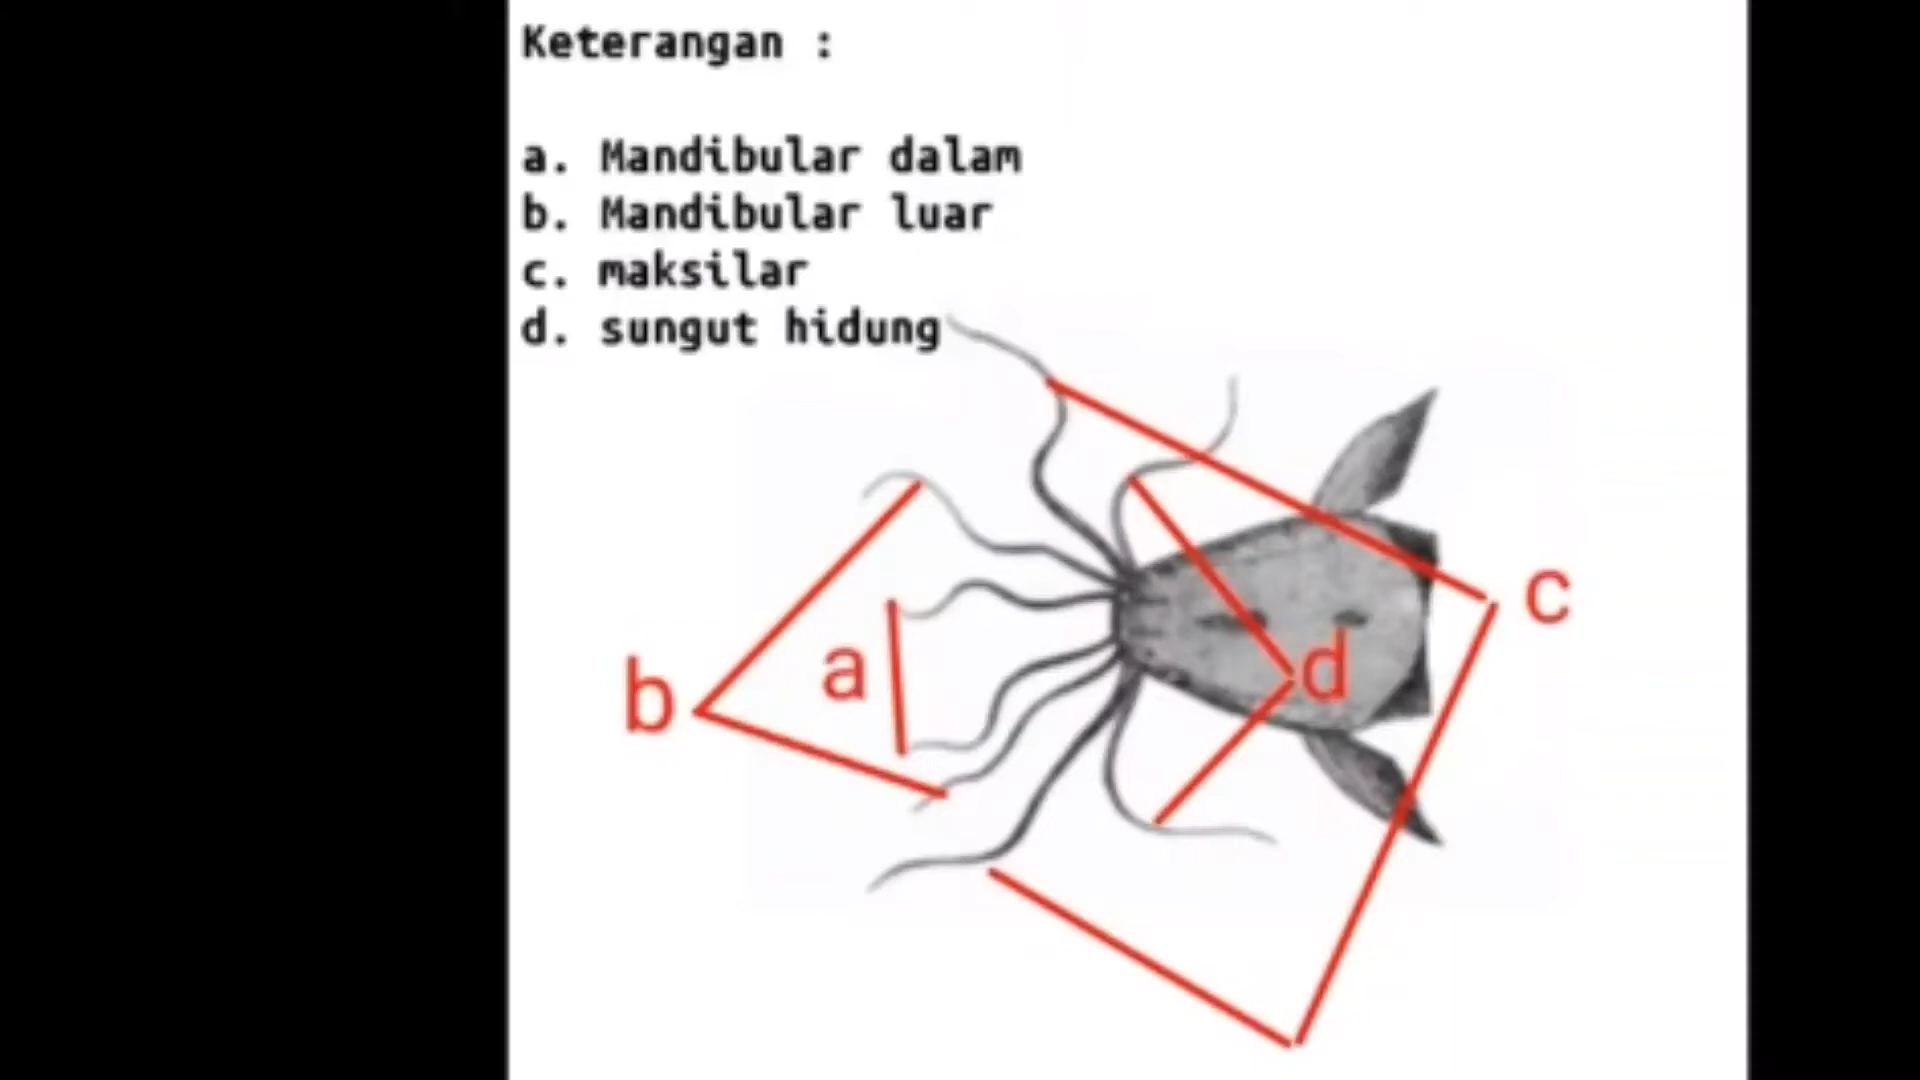 Keterangan :
a. Mandibular dalam
b. Mandibular luar
c. maksilar
d. sungut hidung
c
a
d
b